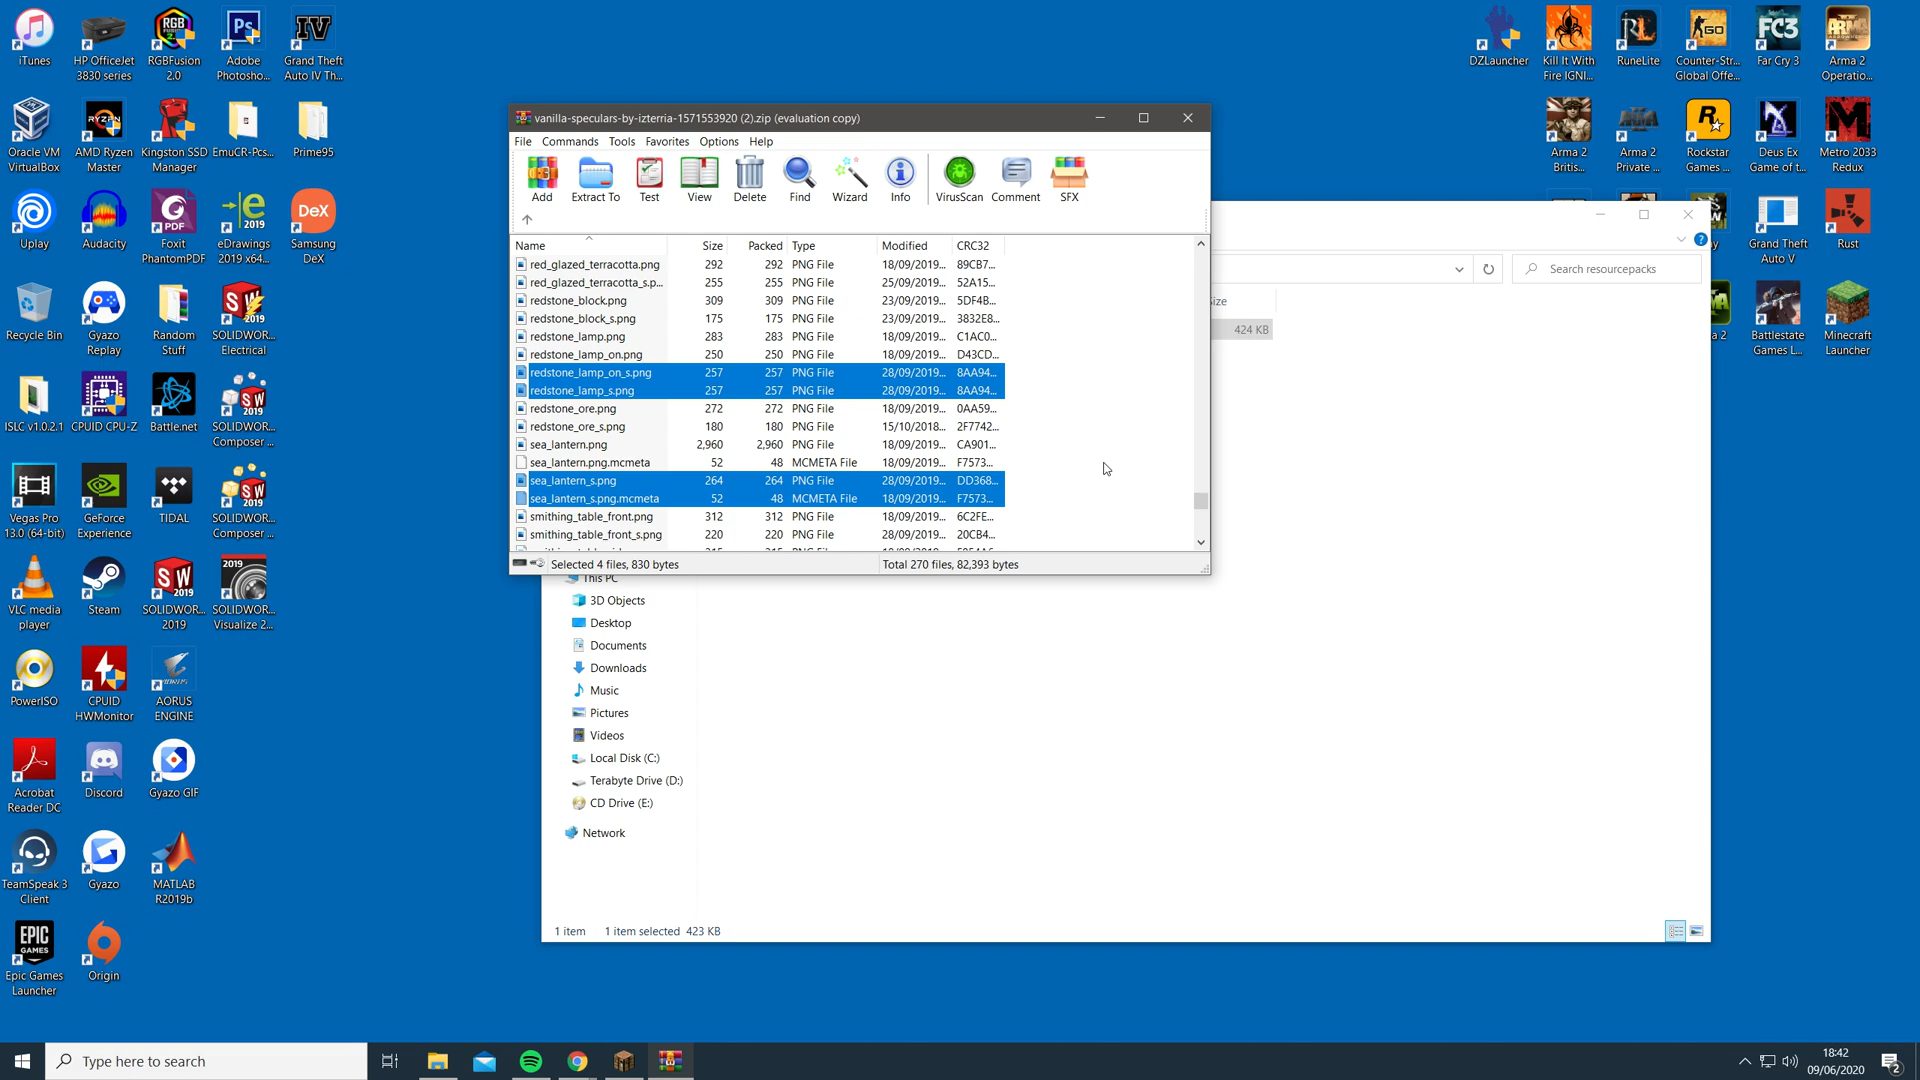 iTunes
HP OfficeJet
3830 series
RGBFusion
2.0
Adobe
Photosho...
Grand Theft
Auto IV Th...
Oracle VM
VirtualBox
AMD Ryzen
Master
Kingston SSD
Manager
EmuCR-Pcs...
Prime95
Uplay
Audacity
Foxit
PhantomPDF
eDrawings
2019 x64...
Samsung
DeX
Recycle Bin
Gyazo
Replay
Random
Stuff
SOLIDWOR...
Electrical
ISLC v1.0.2.1
CPUID CPU-Z
Battle.net
SOLIDWOR...
Composer ...
Vegas Pro
13.0 (64-bit)
GeForce
Experience
TIDAL
SOLIDWOR...
Composer ...
VLC media
player
Steam
SOLIDWOR...
2019
SOLIDWOR...
Visualize 2...
PowerISO
CPUID
HWMonitor
AORUS
ENGINE
Acrobat
Reader DC
Discord
Gyazo GIF
TeamSpeak 3
Client
Gyazo
MATLAB
R2019b
Epic Games
Launcher
Origin
DZLauncher
Kill It With
Fire IGNI...
RuneLite
Counter-Str...
Global Offe...
Far Cry 3
Arma 2
Operatio...
Arma 2
Britis...
Arma 2
Private ...
Rockstar
Games ...
Deus Ex
Game of t...
Metro 2033
Redux
Grand Theft
Auto V
Rust
Battlestate
Games L...
Minecraft
Launcher
vanilla-speculars-by-izterria-1571553920 (2).zip (evaluation copy)
File Commands Tools Favorites Options Help
Add Extract To Test View Delete Find Wizard Info VirusScan Comment SFX
Name Size Packed Type Modified CRC32
red_glazed_terracotta.png 292 292 PNG File 18/09/2019... 89CB7...
red_glazed_terracotta_s.p... 255 255 PNG File 25/09/2019... 52A15...
redstone_block.png 309 309 PNG File 23/09/2019... 5DF4B...
redstone_block_s.png 175 175 PNG File 23/09/2019... 3832E8...
redstone_lamp.png 283 283 PNG File 18/09/2019... C1AC0...
redstone_lamp_on.png 250 250 PNG File 18/09/2019... D43CD...
redstone_lamp_on_s.png 257 257 PNG File 28/09/2019... 8AA94...
redstone_lamp_s.png 257 257 PNG File 28/09/2019... 8AA94...
redstone_ore.png 272 272 PNG File 18/09/2019... 0AA59...
redstone_ore_s.png 180 180 PNG File 15/10/2018... 2F7742...
sea_lantern.png 2,960 2,960 PNG File 18/09/2019... CA901...
sea_lantern.png.mcmeta 52 48 MCMETA File 18/09/2019... F7573...
sea_lantern_s.png 264 264 PNG File 28/09/2019... DD368...
sea_lantern_s.png.mcmeta 52 48 MCMETA File 18/09/2019... F7573...
smithing_table_front.png 312 312 PNG File 18/09/2019... 6C2FE...
smithing_table_front_s.png 220 220 PNG File 28/09/2019... 20CB4...
Selected 4 files, 830 bytes Total 270 files, 82,393 bytes
Search resourcepacks
424 KB
This PC
3D Objects
Desktop
Documents
Downloads
Music
Pictures
Videos
Local Disk (C:)
Terabyte Drive (D:)
CD Drive (E:)
Network
1 item 1 item selected 423 KB
Type here to search
18:42
09/06/2020
2